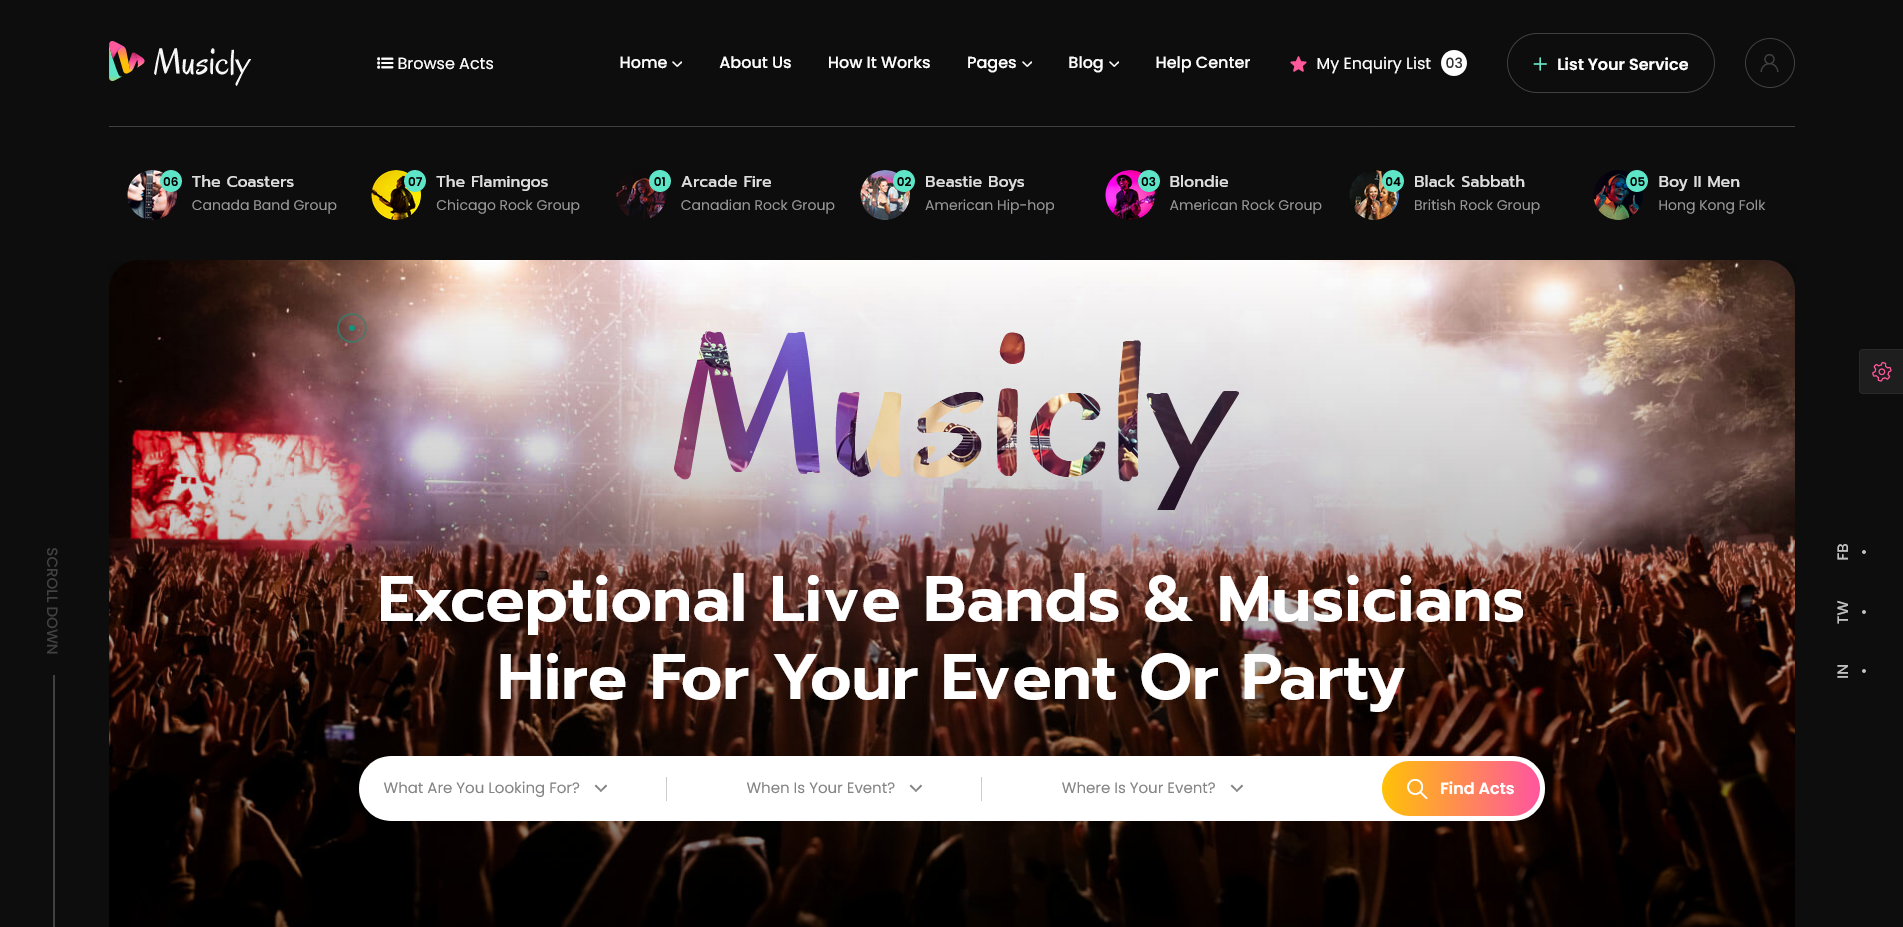 Musicly
Browse Acts
Home
About Us
How It Works
Pages
Blog
Help Center
My Enquiry List 03
List Your Service
06 The Coasters
Canada Band Group
07 The Flamingos
Chicago Rock Group
01 Arcade Fire
Canadian Rock Group
02 Beastie Boys
American Hip-hop
03 Blondie
American Rock Group
04 Black Sabbath
British Rock Group
05 Boy II Men
Hong Kong Folk
Musicly
Exceptional Live Bands & Musicians
Hire For Your Event Or Party
What Are You Looking For?
When Is Your Event?
Where Is Your Event?
Find Acts
SCROLL DOWN
FB
TW
IN